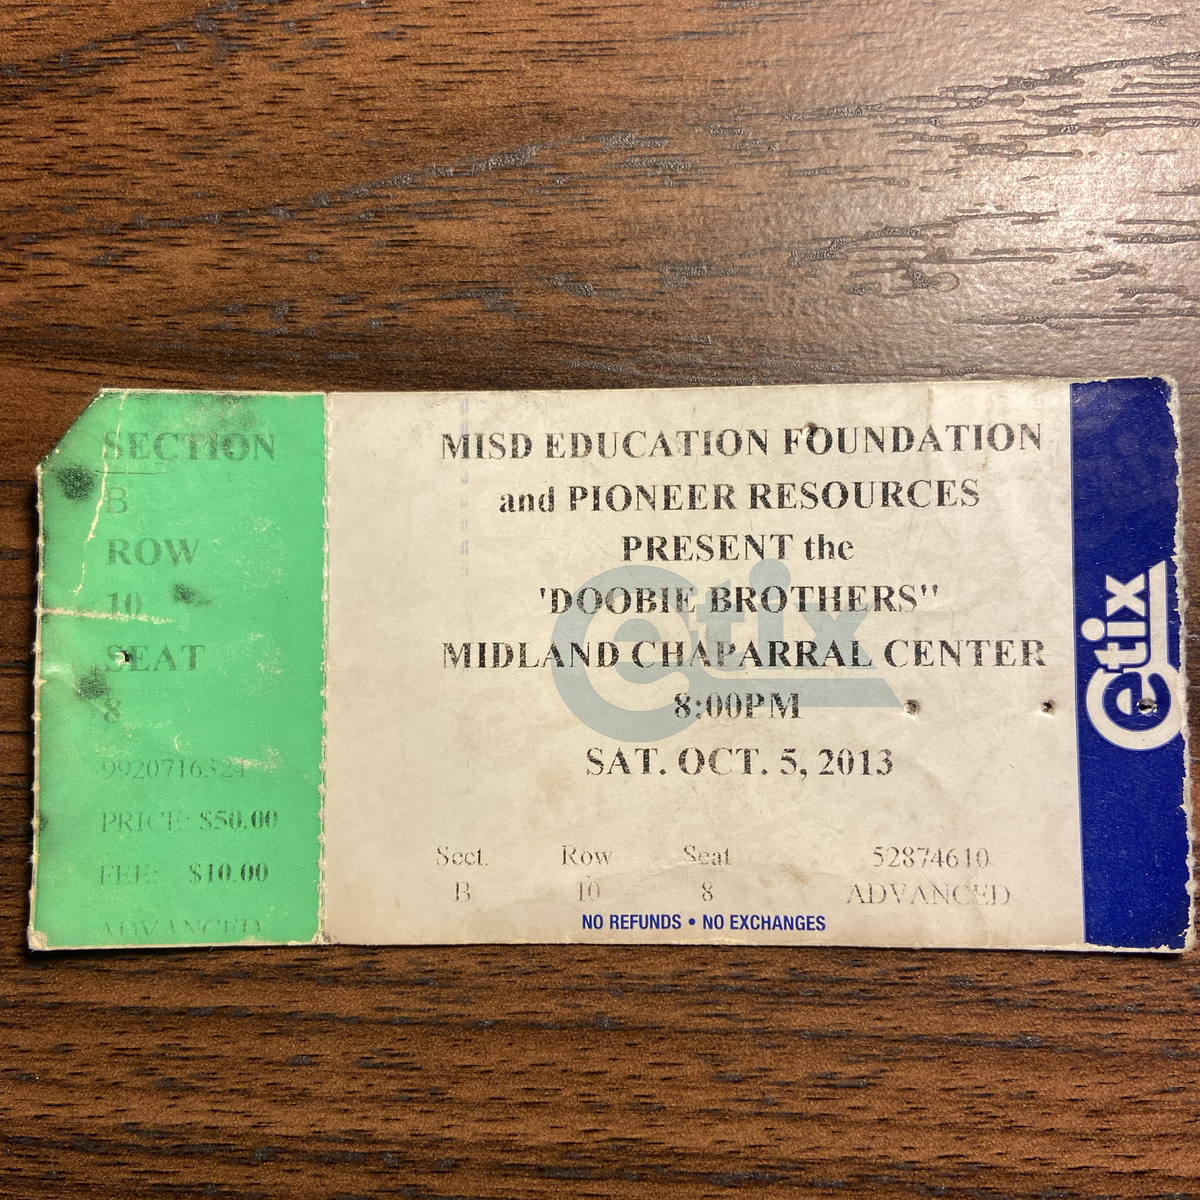 SECTION
B
ROW
10
SEAT
8
9920716324
PRICE: $50.00
FEE: $10.00
ADVANCED
MISD EDUCATION FOUNDATION
and PIONEER RESOURCES
PRESENT the
'DOOBIE BROTHERS"
MIDLAND CHAPARRAL CENTER
8:00PM
SAT. OCT. 5, 2013
Sect. Row Seat 52874610
B 10 8 ADVANCED
NO REFUNDS • NO EXCHANGES
etix
etix